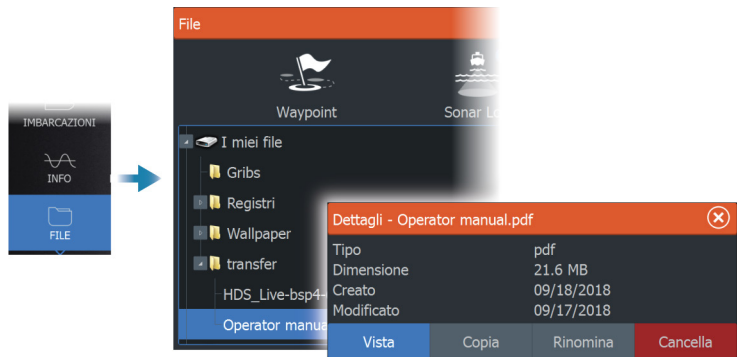 IMBARCAZIONI
INFO
FILE
File
Waypoint
Sonar Lo
I miei file
Gribs
Registri
Wallpaper
transfer
HDS_Live-bsp4-
Operator manua
Dettagli - Operator manual.pdf
Tipo pdf
Dimensione 21.6 MB
Creato 09/18/2018
Modificato 09/17/2018
Vista Copia Rinomina Cancella